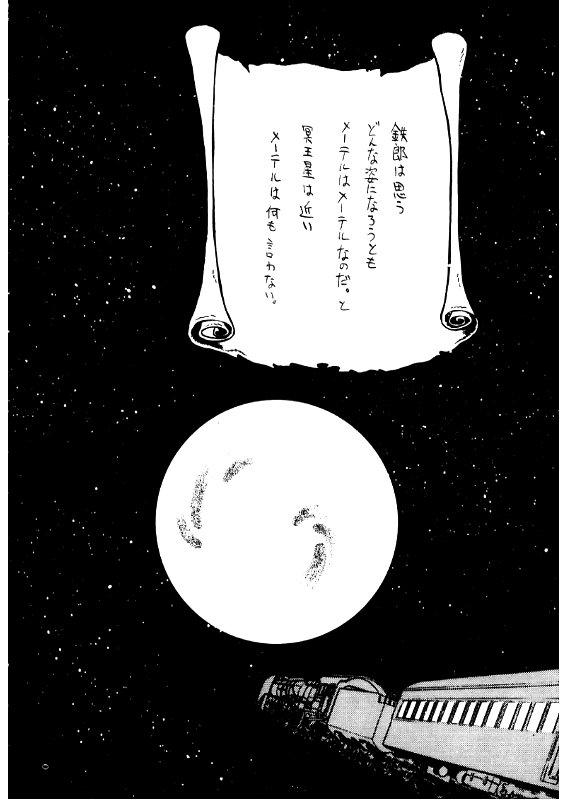 鉄郎は思う
どんな姿になろうとも
メーテルはメーテルなのだ。と
冥王星は近い
メーテルは何も言わない。